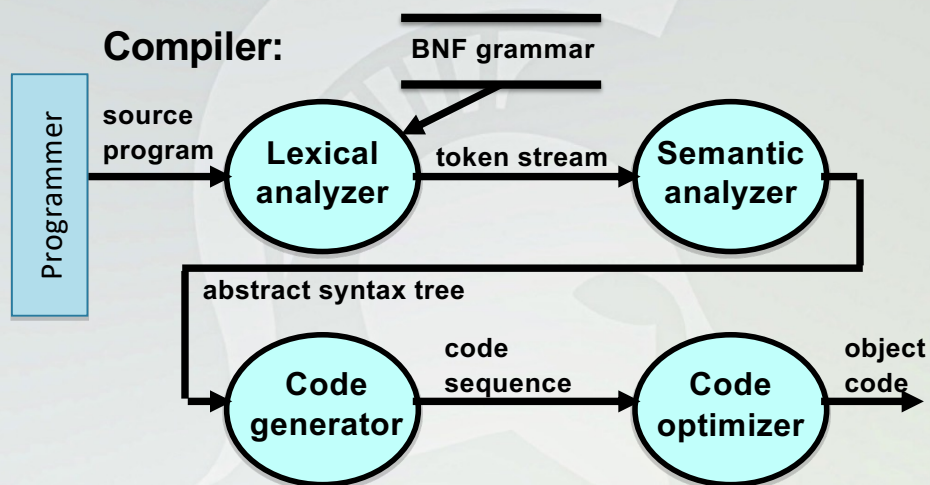 Compiler:
BNF grammar
Programmer
source
program
Lexical
analyzer
token stream
Semantic
analyzer
abstract syntax tree
Code
generator
code
sequence
Code
optimizer
object
code